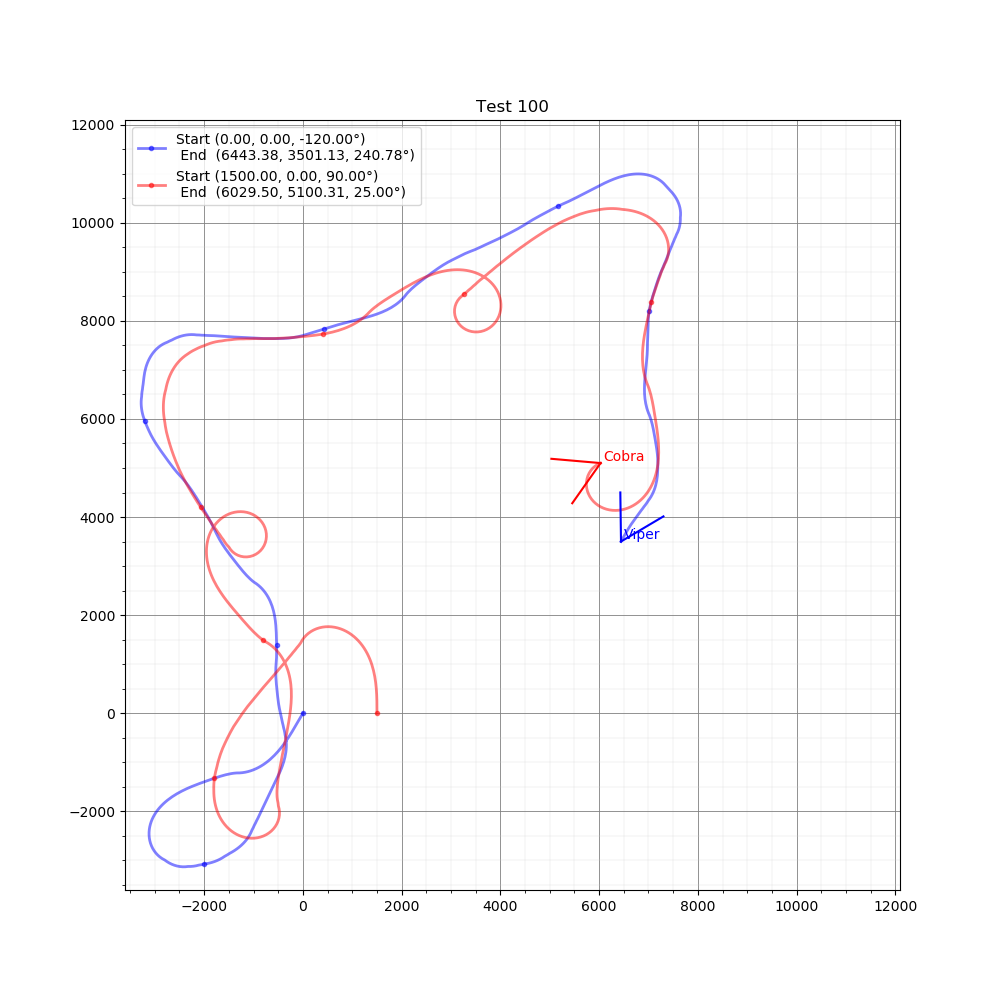 Test 100
Start (0.00, 0.00, -120.00°)
End (6443.38, 3501.13, 240.78°)
Start (1500.00, 0.00, 90.00°)
End (6029.50, 5100.31, 25.00°)
12000
10000
8000
6000
4000
2000
0
−2000
Cobra
Viper
−2000 0 2000 4000 6000 8000 10000 12000